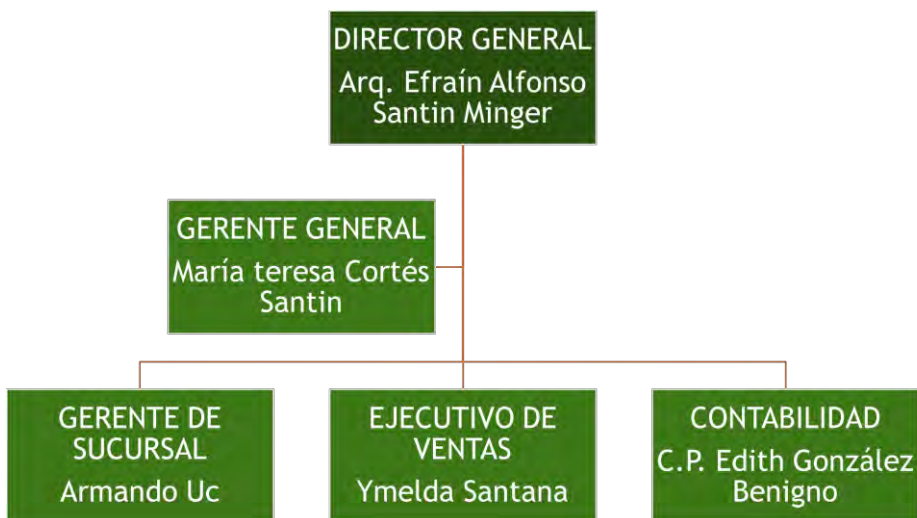 DIRECTOR GENERAL
Arq. Efraín Alfonso
Santin Minger
GERENTE GENERAL
María teresa Cortés
Santin
GERENTE DE
SUCURSAL
Armando Uc
EJECUTIVO DE
VENTAS
Ymelda Santana
CONTABILIDAD
C.P. Edith González
Benigno